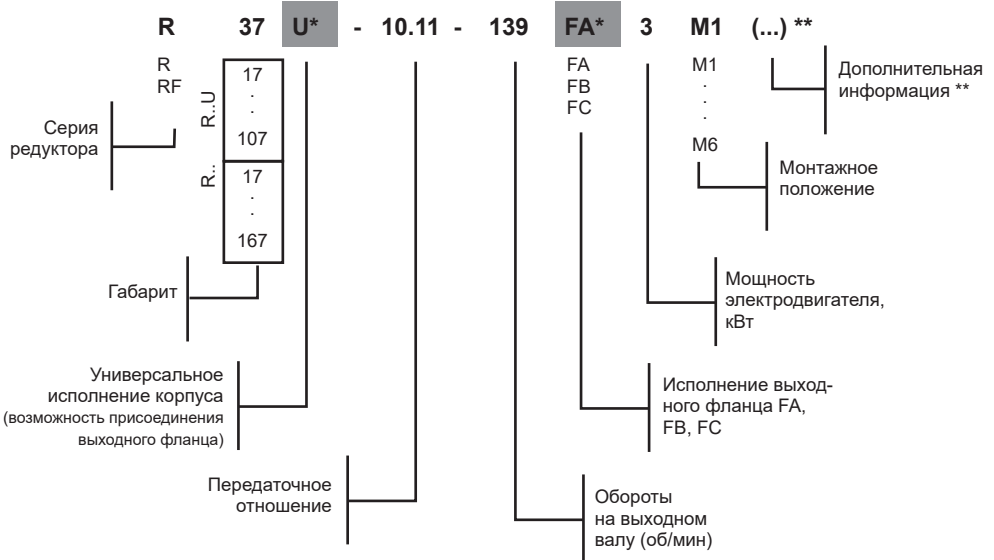 R 37 U* - 10.11 - 139 FA* 3 M1 (...) **
R
RF
R..U
17
.
.
107
R..
17
.
.
167
FA
FB
FC
M1
.
.
.
M6
Дополнительная
информация **
Серия
редуктора
Монтажное
положение
Габарит
Мощность
электродвигателя,
кВт
Универсальное
исполнение корпуса
(возможность присоединения
выходного фланца)
Исполнение выход-
ного фланца FA,
FB, FC
Передаточное
отношение
Обороты
на выходном
валу (об/мин)